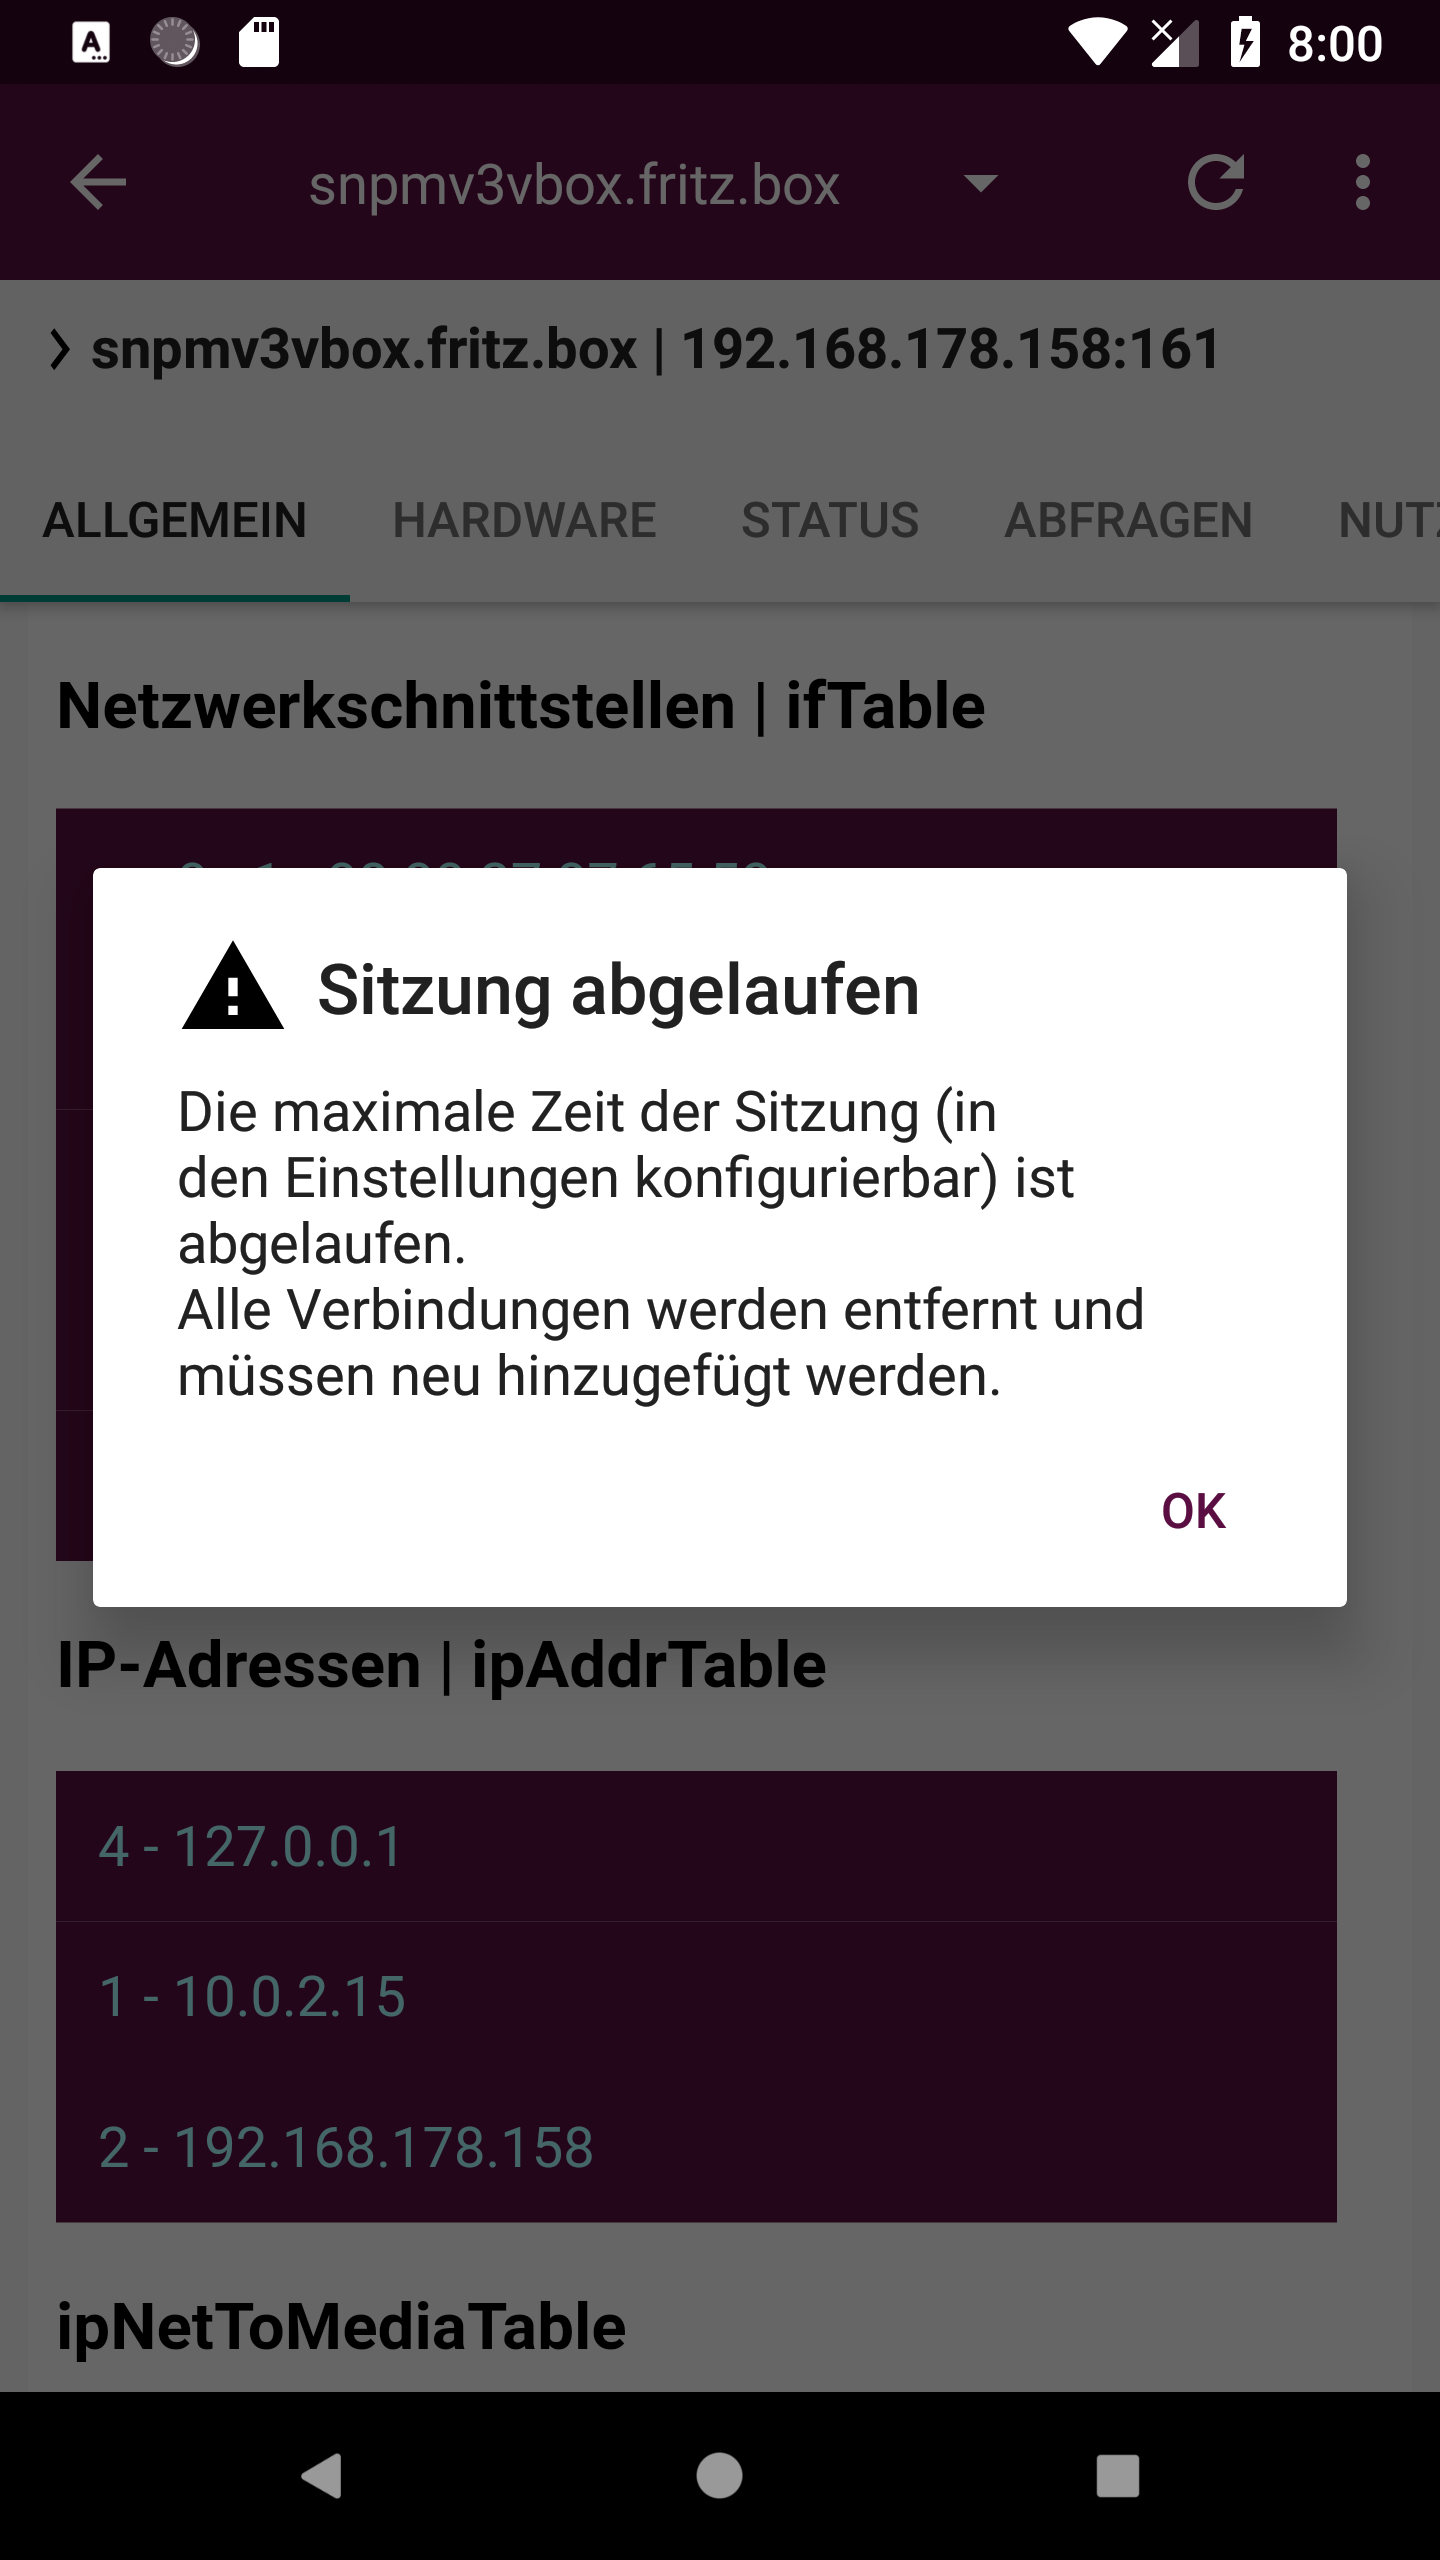 8:00
snpmv3vbox.fritz.box
snpmv3vbox.fritz.box | 192.168.178.158:161
ALLGEMEIN HARDWARE STATUS ABFRAGEN
Netzwerkschnittstellen | ifTable
Sitzung abgelaufen
Die maximale Zeit der Sitzung (in
den Einstellungen konfigurierbar) ist
abgelaufen.
Alle Verbindungen werden entfernt und
müssen neu hinzugefügt werden.
OK
IP-Adressen | ipAddrTable
4 - 127.0.0.1
1 - 10.0.2.15
2 - 192.168.178.158
ipNetToMediaTable